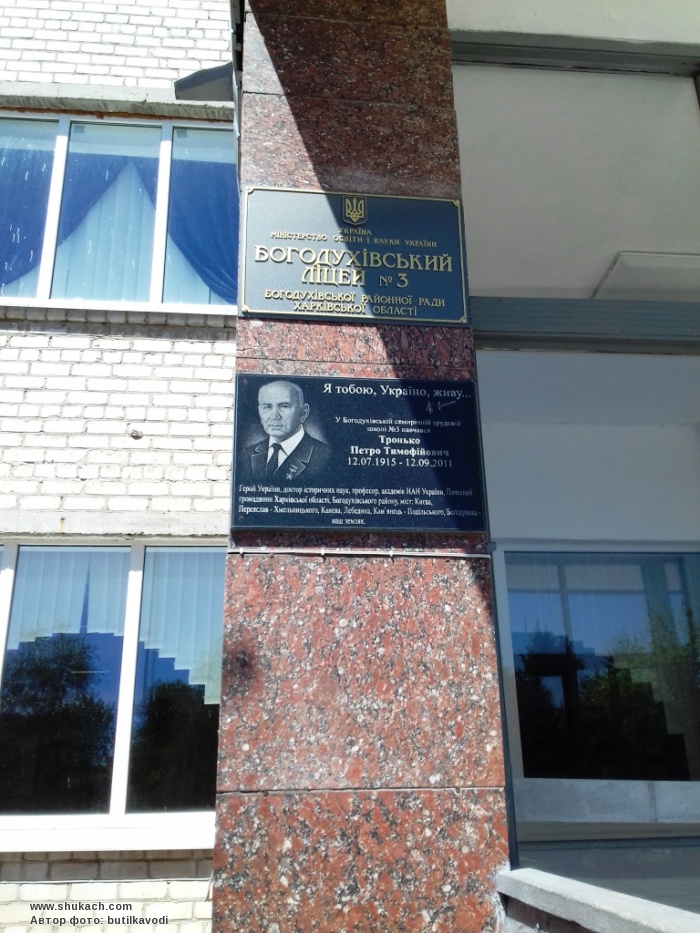 УКРАЇНА
МІНІСТЕРСТВО ОСВІТИ І НАУКИ УКРАЇНИ
БОГОДУХІВСЬКИЙ
ЛІЦЕЙ №3
БОГОДУХІВСЬКОЇ РАЙОННОЇ РАДИ
ХАРКІВСЬКОЇ ОБЛАСТІ
Я тобою, Україно, живу...
У Богодухівській семирічній трудовій
школі №3 навчався
Тронько
Петро Тимофійович
12.07.1915 - 12.09.2011
Герой України, доктор історичних наук, професор, академік НАН України, Почесний
громадянин Харківської області, Богодухівського району, міст: Києва,
Переяслав - Хмельницького, Канева, Лебедина, Кам'янець - Подільського, Богодухова -
наш земляк.
www.shukach.com
Автор фото: butilkavodi